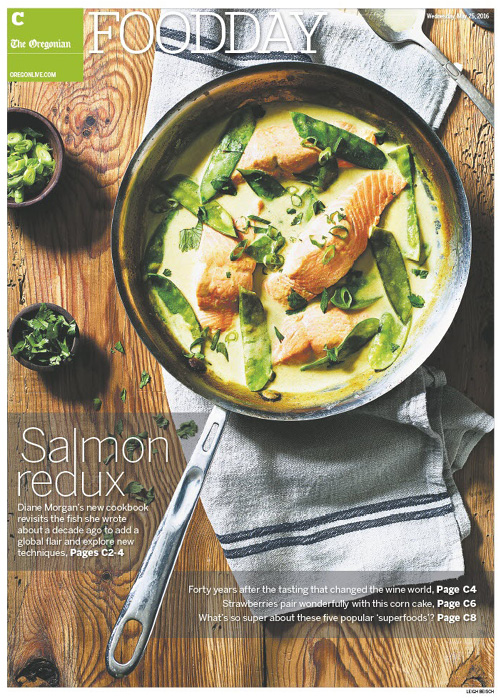 C
The Oregonian
OREGONLIVE.COM
FOODDAY
Wednesday, May 25, 2016
Salmon
redux
Diane Morgan's new cookbook
revisits the fish she wrote
about a decade ago to add a
global flair and explore new
techniques, Pages C2-4
Forty years after the tasting that changed the wine world, Page C4
Strawberries pair wonderfully with this corn cake, Page C6
What's so super about these five popular 'superfoods'? Page C8
LEIGH BEISCH